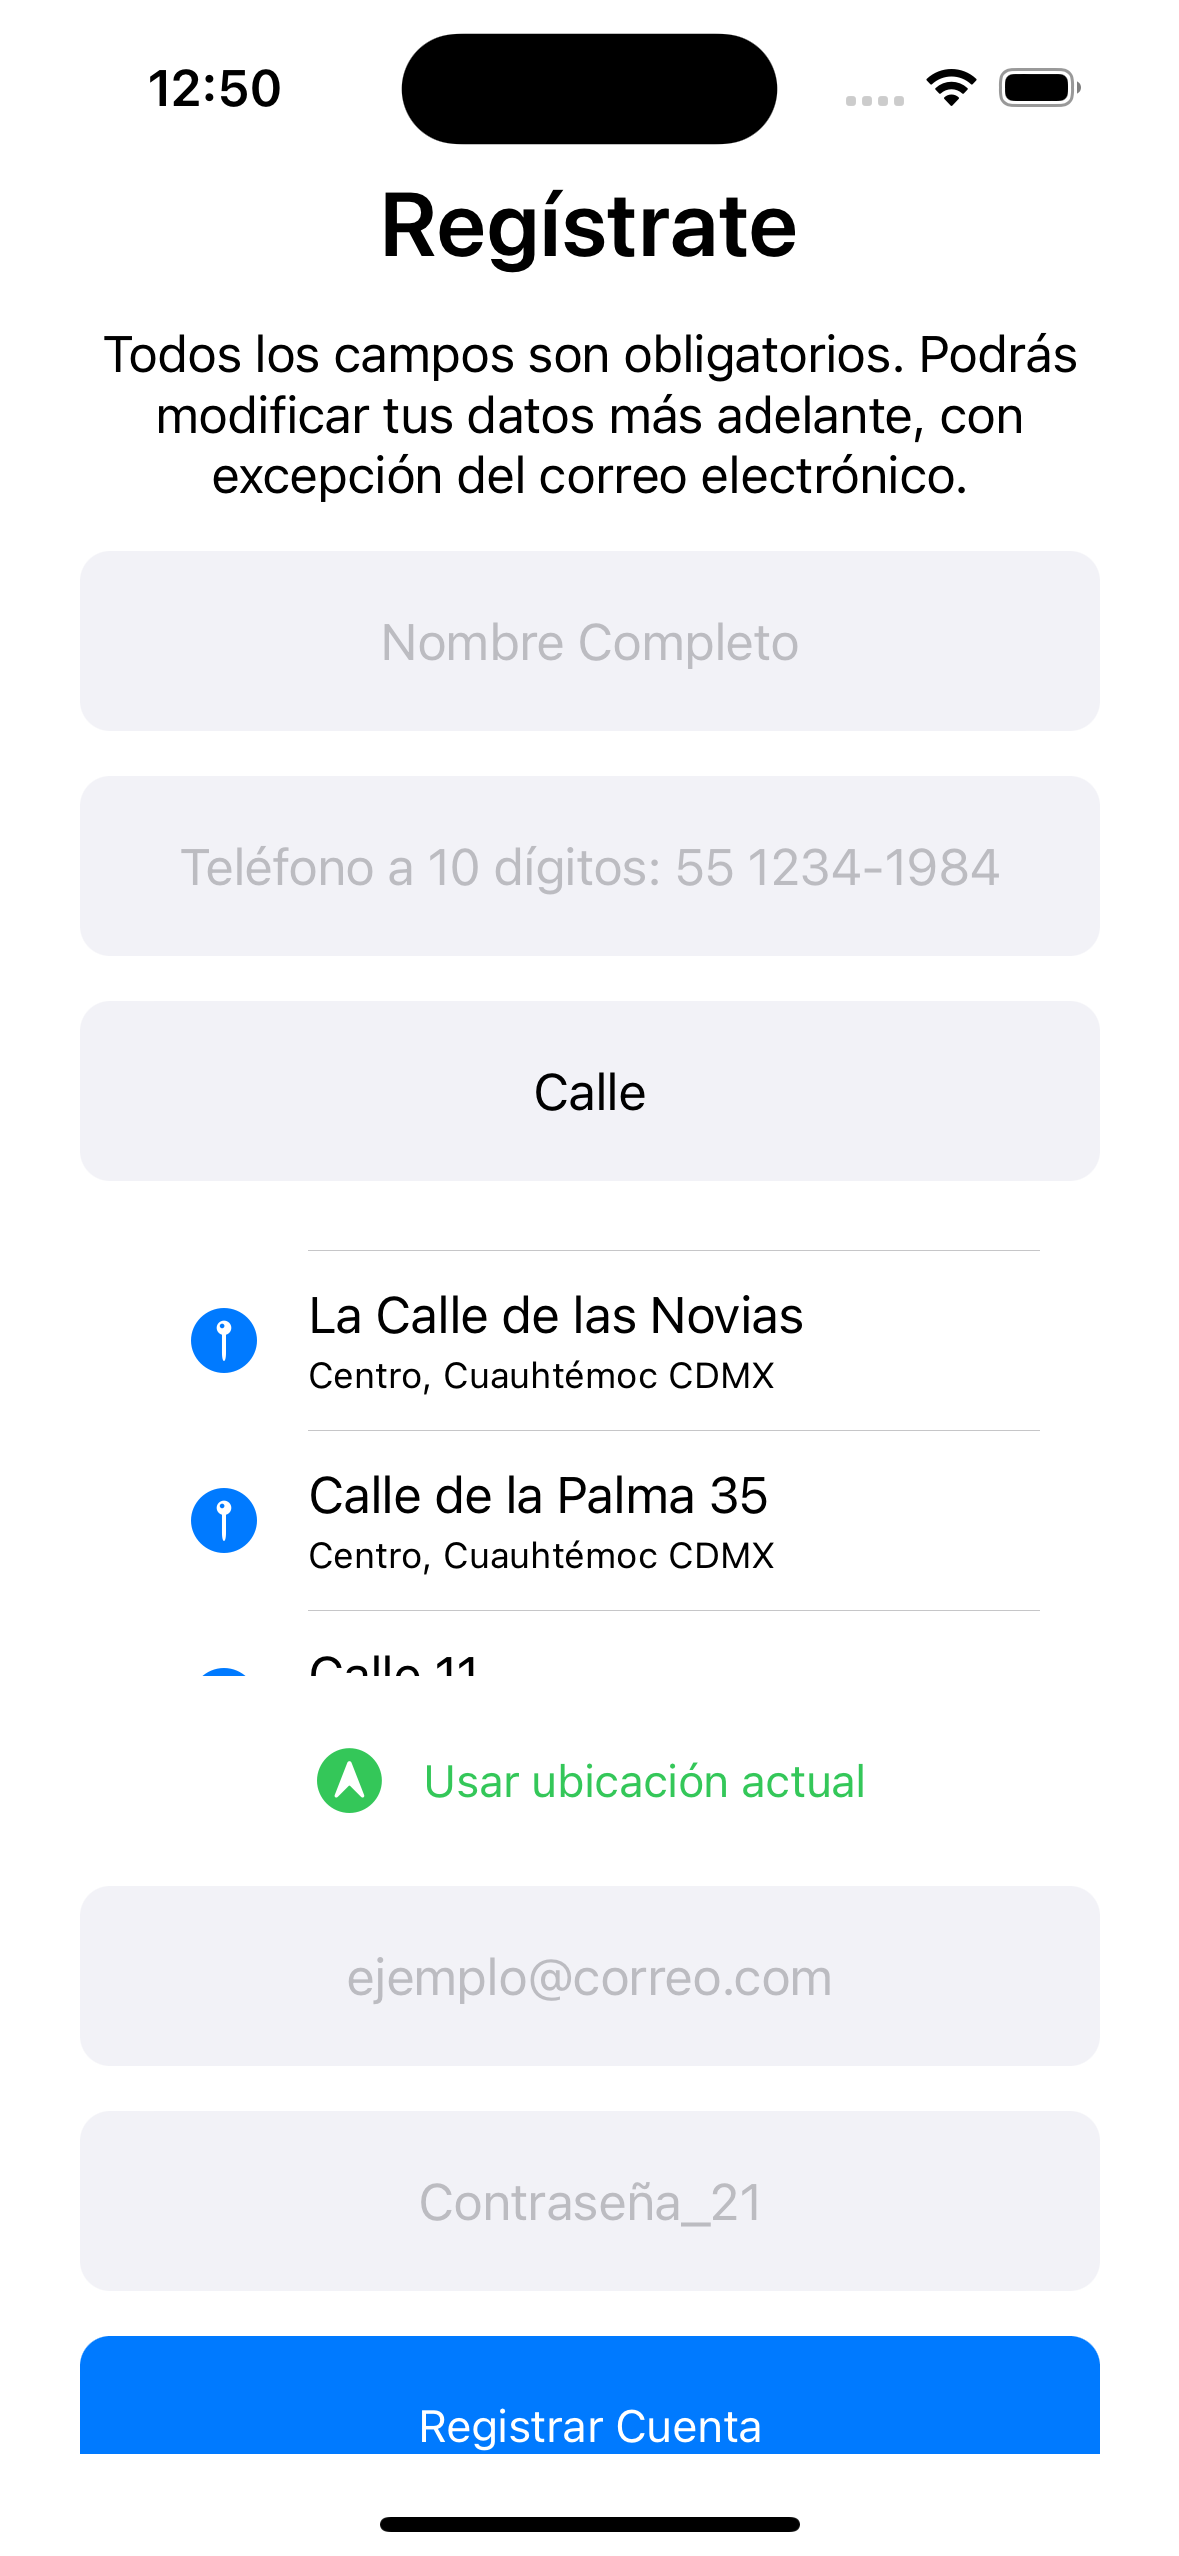 12:50
Regístrate
Todos los campos son obligatorios. Podrás
modificar tus datos más adelante, con
excepción del correo electrónico.
Nombre Completo
Teléfono a 10 dígitos: 55 1234-1984
Calle
La Calle de las Novias
Centro, Cuauhtémoc CDMX
Calle de la Palma 35
Centro, Cuauhtémoc CDMX
Calle 11
Usar ubicación actual
ejemplo@correo.com
Contraseña_21
Registrar Cuenta